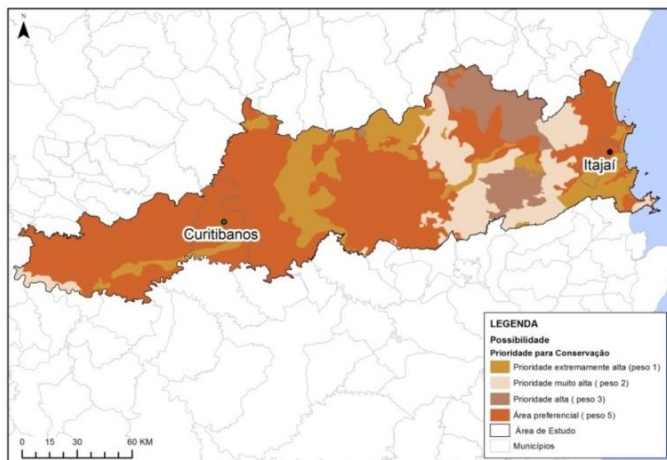 N
Itajaí
Curitibanos
LEGENDA
Possibilidade
Prioridade para Conservação
Prioridade extremamente alta (peso 1)
Prioridade muito alta ( peso 2)
Prioridade alta ( peso 3)
Área preferencial ( peso 5)
Área de Estudo
Municípios
0 15 30 60 KM